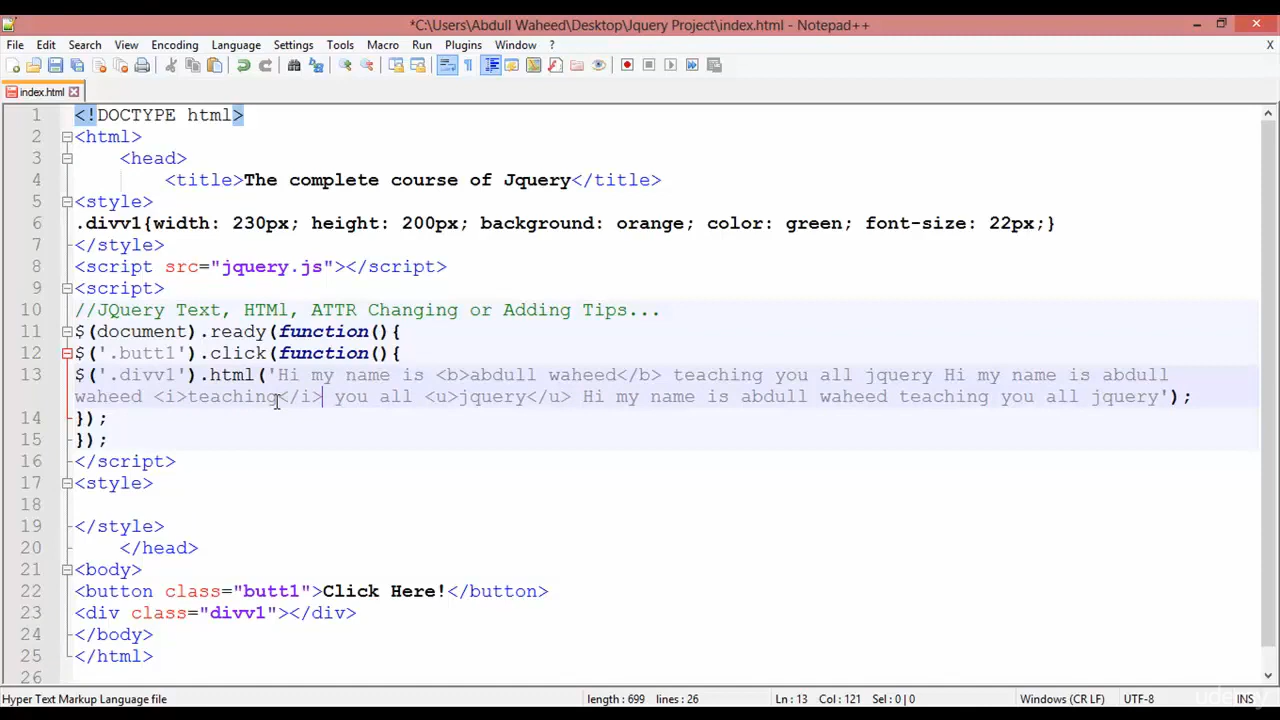 *C:\Users\Abdull Waheed\Desktop\Jquery Project\index.html - Notepad++
File Edit Search View Encoding Language Settings Tools Macro Run Plugins Window ? X
index.html
1 <!DOCTYPE html>
2 <html>
3 <head>
4 <title>The complete course of Jquery</title>
5 <style>
6 .divv1{width: 230px; height: 200px; background: orange; color: green; font-size: 22px;}
7 </style>
8 <script src="jquery.js"></script>
9 <script>
10 //JQuery Text, HTMl, ATTR Changing or Adding Tips...
11 $(document).ready(function(){
12 $('.butt1').click(function(){
13 $('.divv1').html('Hi my name is <b>abdull waheed</b> teaching you all jquery Hi my name is abdull
waheed <i>teaching</i> you all <u>jquery</u> Hi my name is abdull waheed teaching you all jquery');
14 });
15 });
16 </script>
17 <style>
18
19 </style>
20 </head>
21 <body>
22 <button class="butt1">Click Here!</button>
23 <div class="divv1"></div>
24 </body>
25 </html>
26
Hyper Text Markup Language file length : 699 lines : 26 Ln : 13 Col : 121 Sel : 0 | 0 Windows (CR LF) UTF-8 INS
udemy